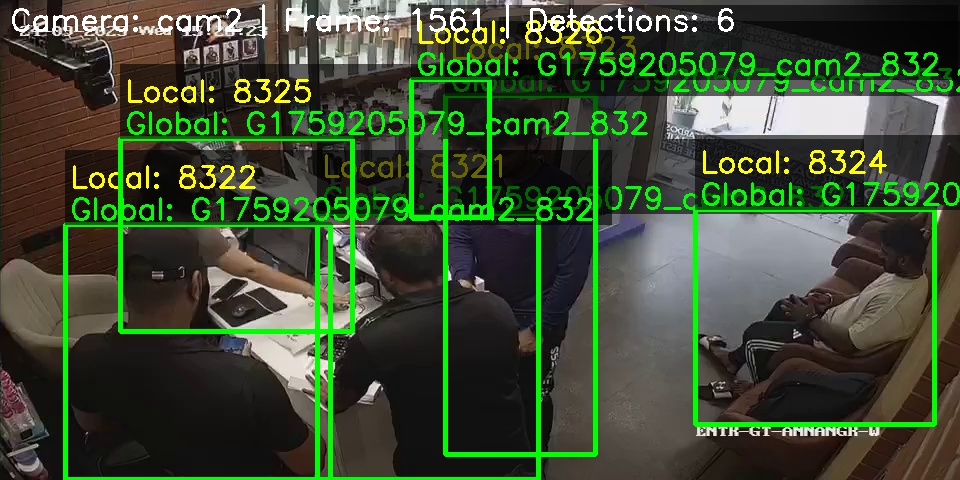 Camera: cam2 | Frame: 1561 | Detections: 6
Local: 8326
Global: G1759205079_cam2_832
Local: 8325
Global: G1759205079_cam2_832
Local: 8324
Global: G175920
Local: 8321
Local: 8322
Global: G1759205079_cam2_832
ENTR-GT-ANNANGR-W